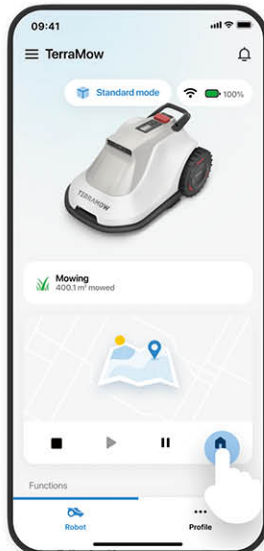 09:41
TerraMow
Standard mode
100%
TERRAMOW
Mowing
400.1 m² mowed
Functions
Robot
Profile